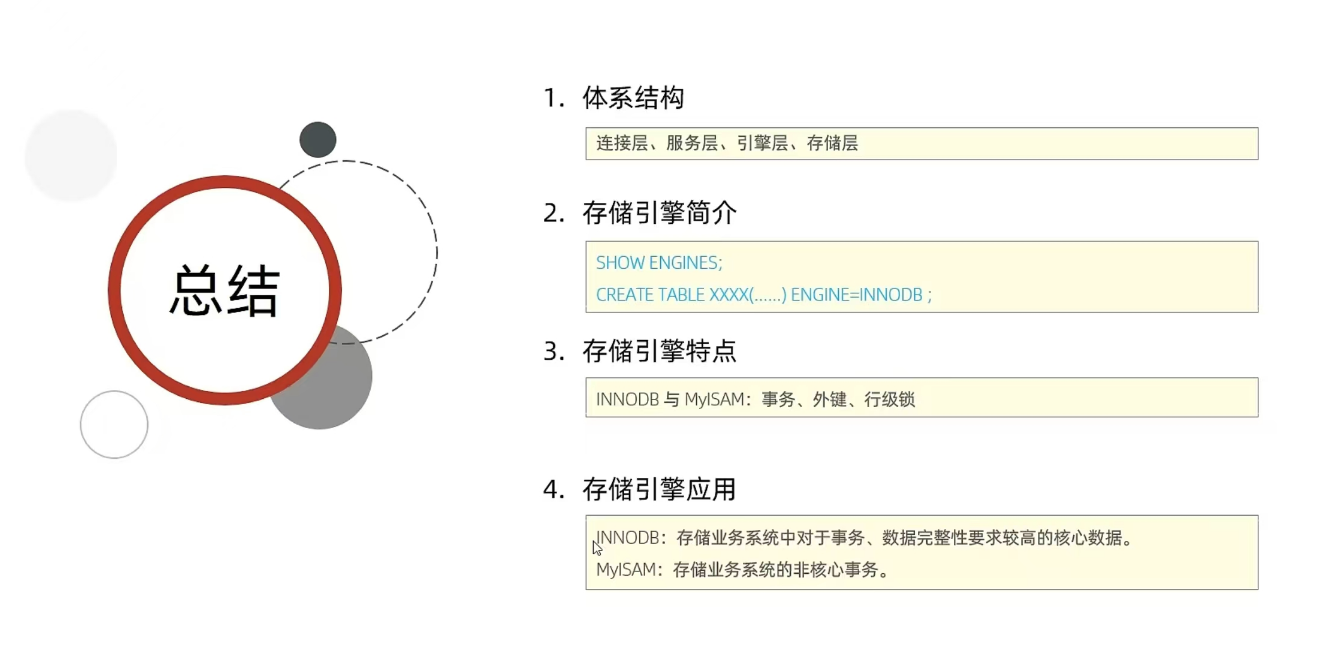 总结
1. 体系结构
连接层、服务层、引擎层、存储层
2. 存储引擎简介
SHOW ENGINES;
CREATE TABLE XXXX(......) ENGINE=INNODB ;
3. 存储引擎特点
INNODB 与 MyISAM：事务、外键、行级锁
4. 存储引擎应用
INNODB：存储业务系统中对于事务、数据完整性要求较高的核心数据。
MyISAM：存储业务系统的非核心事务。